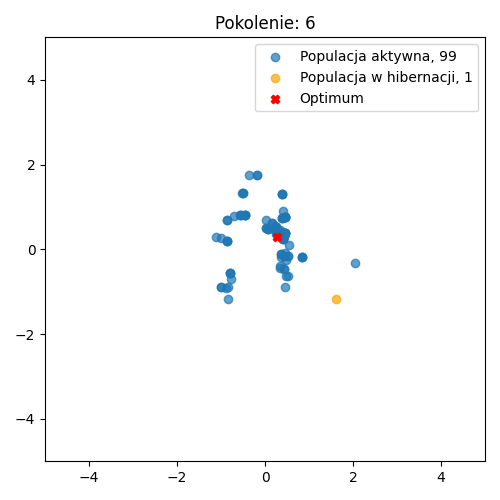 Pokolenie: 6
Populacja aktywna, 99
Populacja w hibernacji, 1
Optimum
4
2
0
−2
−4
−4 −2 0 2 4